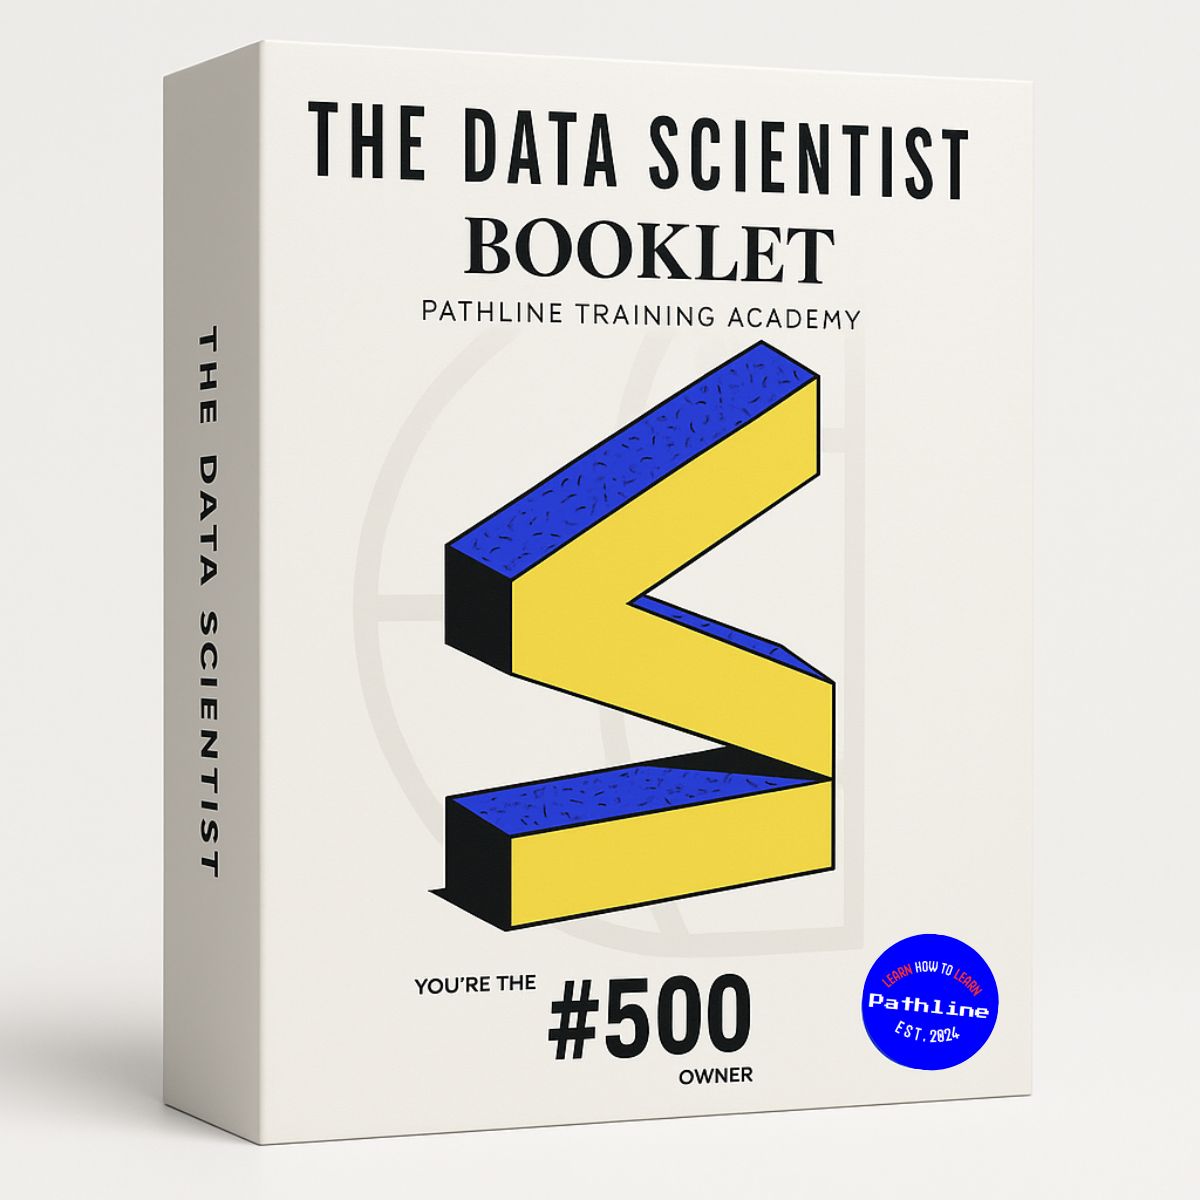 THE DATA SCIENTIST
BOOKLET
PATHLINE TRAINING ACADEMY
THE DATA SCIENTIST
YOU'RE THE
#500
OWNER
LEARN HOW TO LEARN
Pathline
EST. 2024